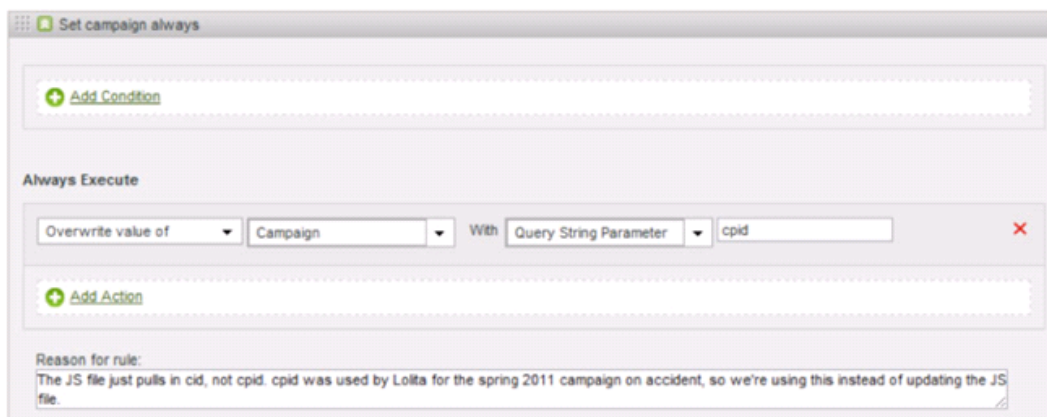 Set campaign always
Add Condition
Always Execute
Overwrite value of Campaign With Query String Parameter cpid
Add Action
Reason for rule:
The JS file just pulls in cid, not cpid. cpid was used by Lolita for the spring 2011 campaign on accident, so we're using this instead of updating the JS
file.